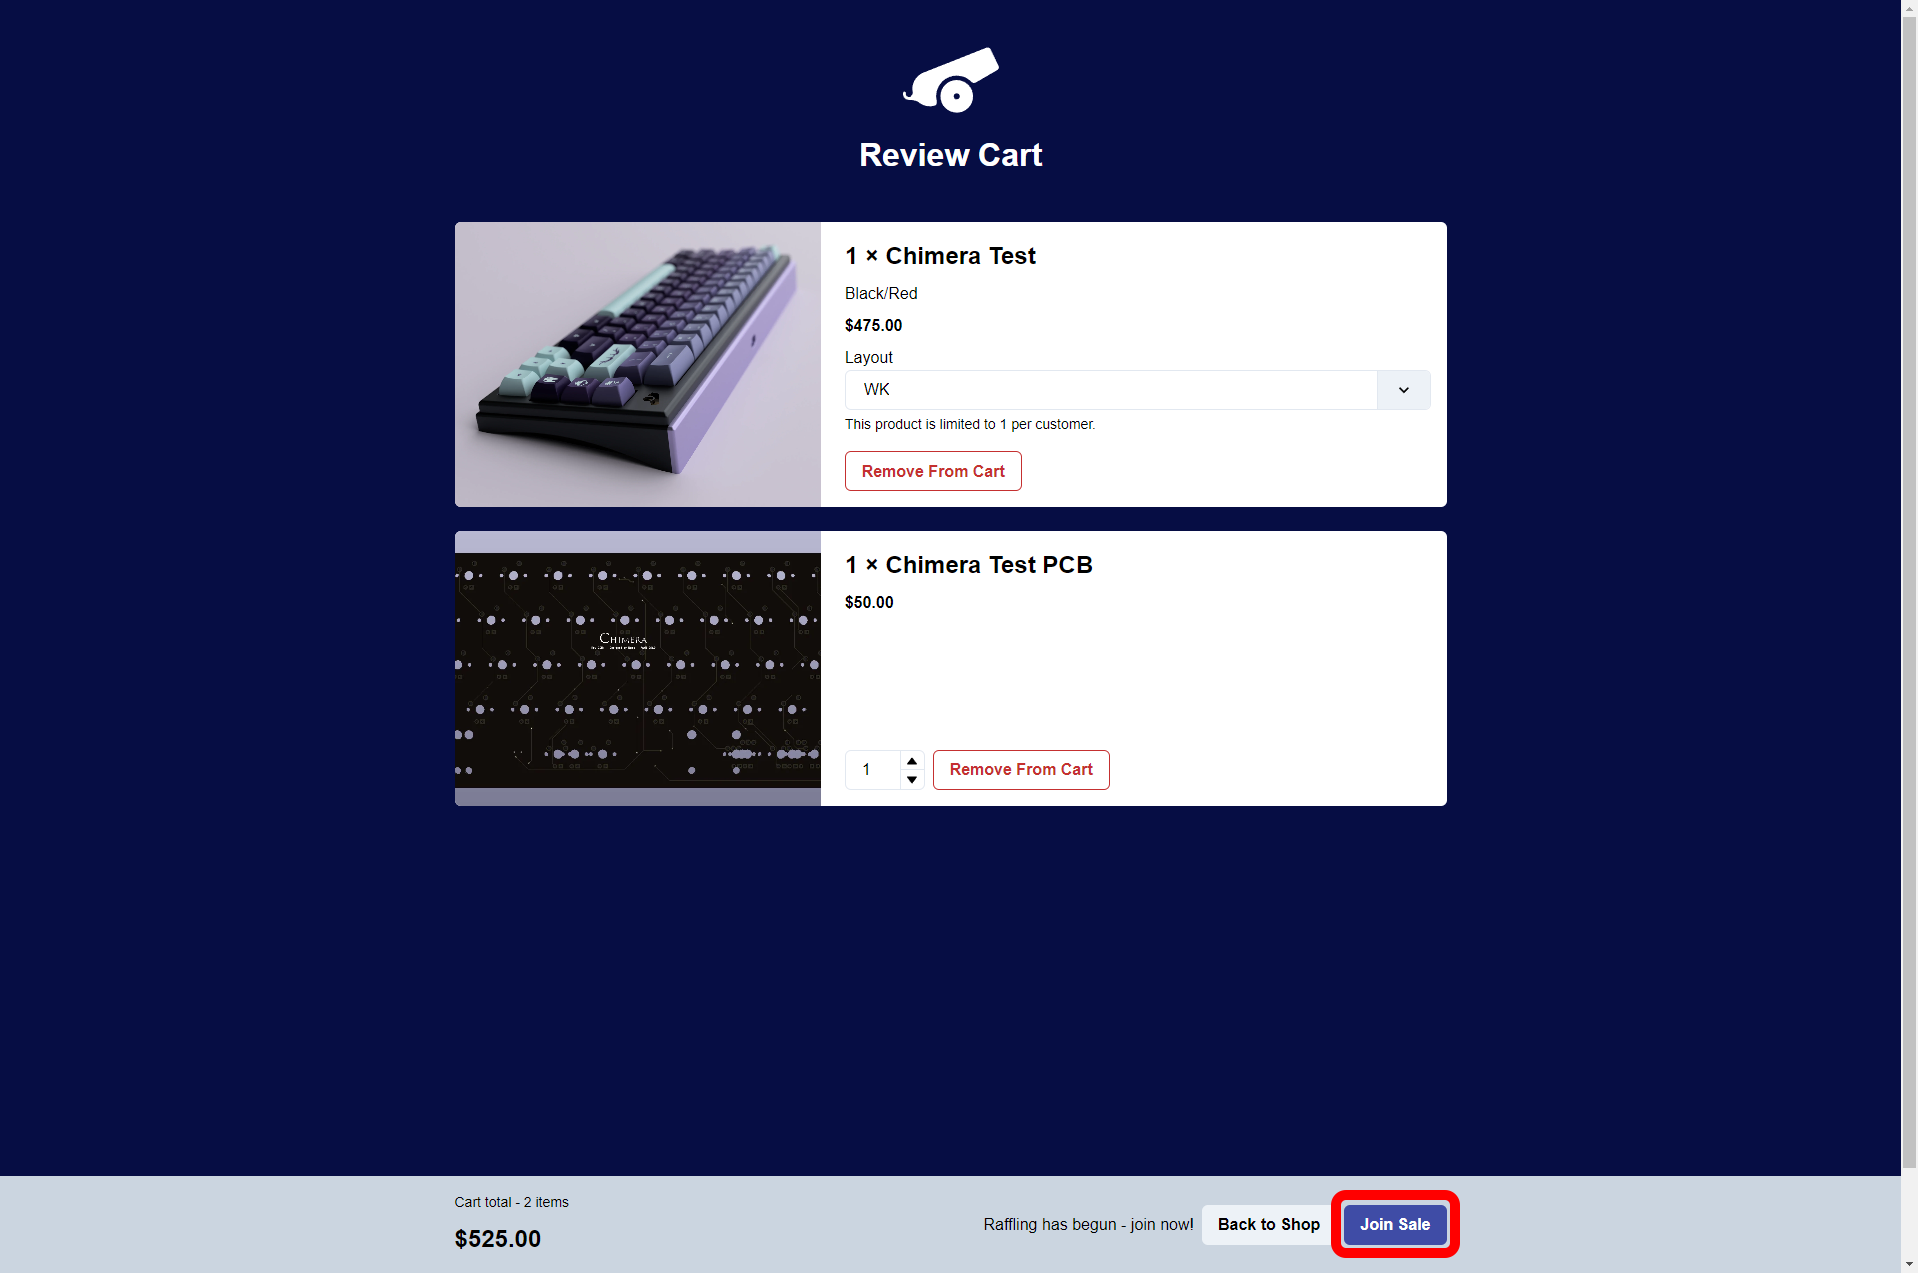 Review Cart
1 × Chimera Test
Black/Red
$475.00
Layout
WK
This product is limited to 1 per customer.
Remove From Cart
CHIMERA
1 × Chimera Test PCB
$50.00
1
Remove From Cart
Cart total - 2 items
$525.00
Raffling has begun - join now!
Back to Shop
Join Sale